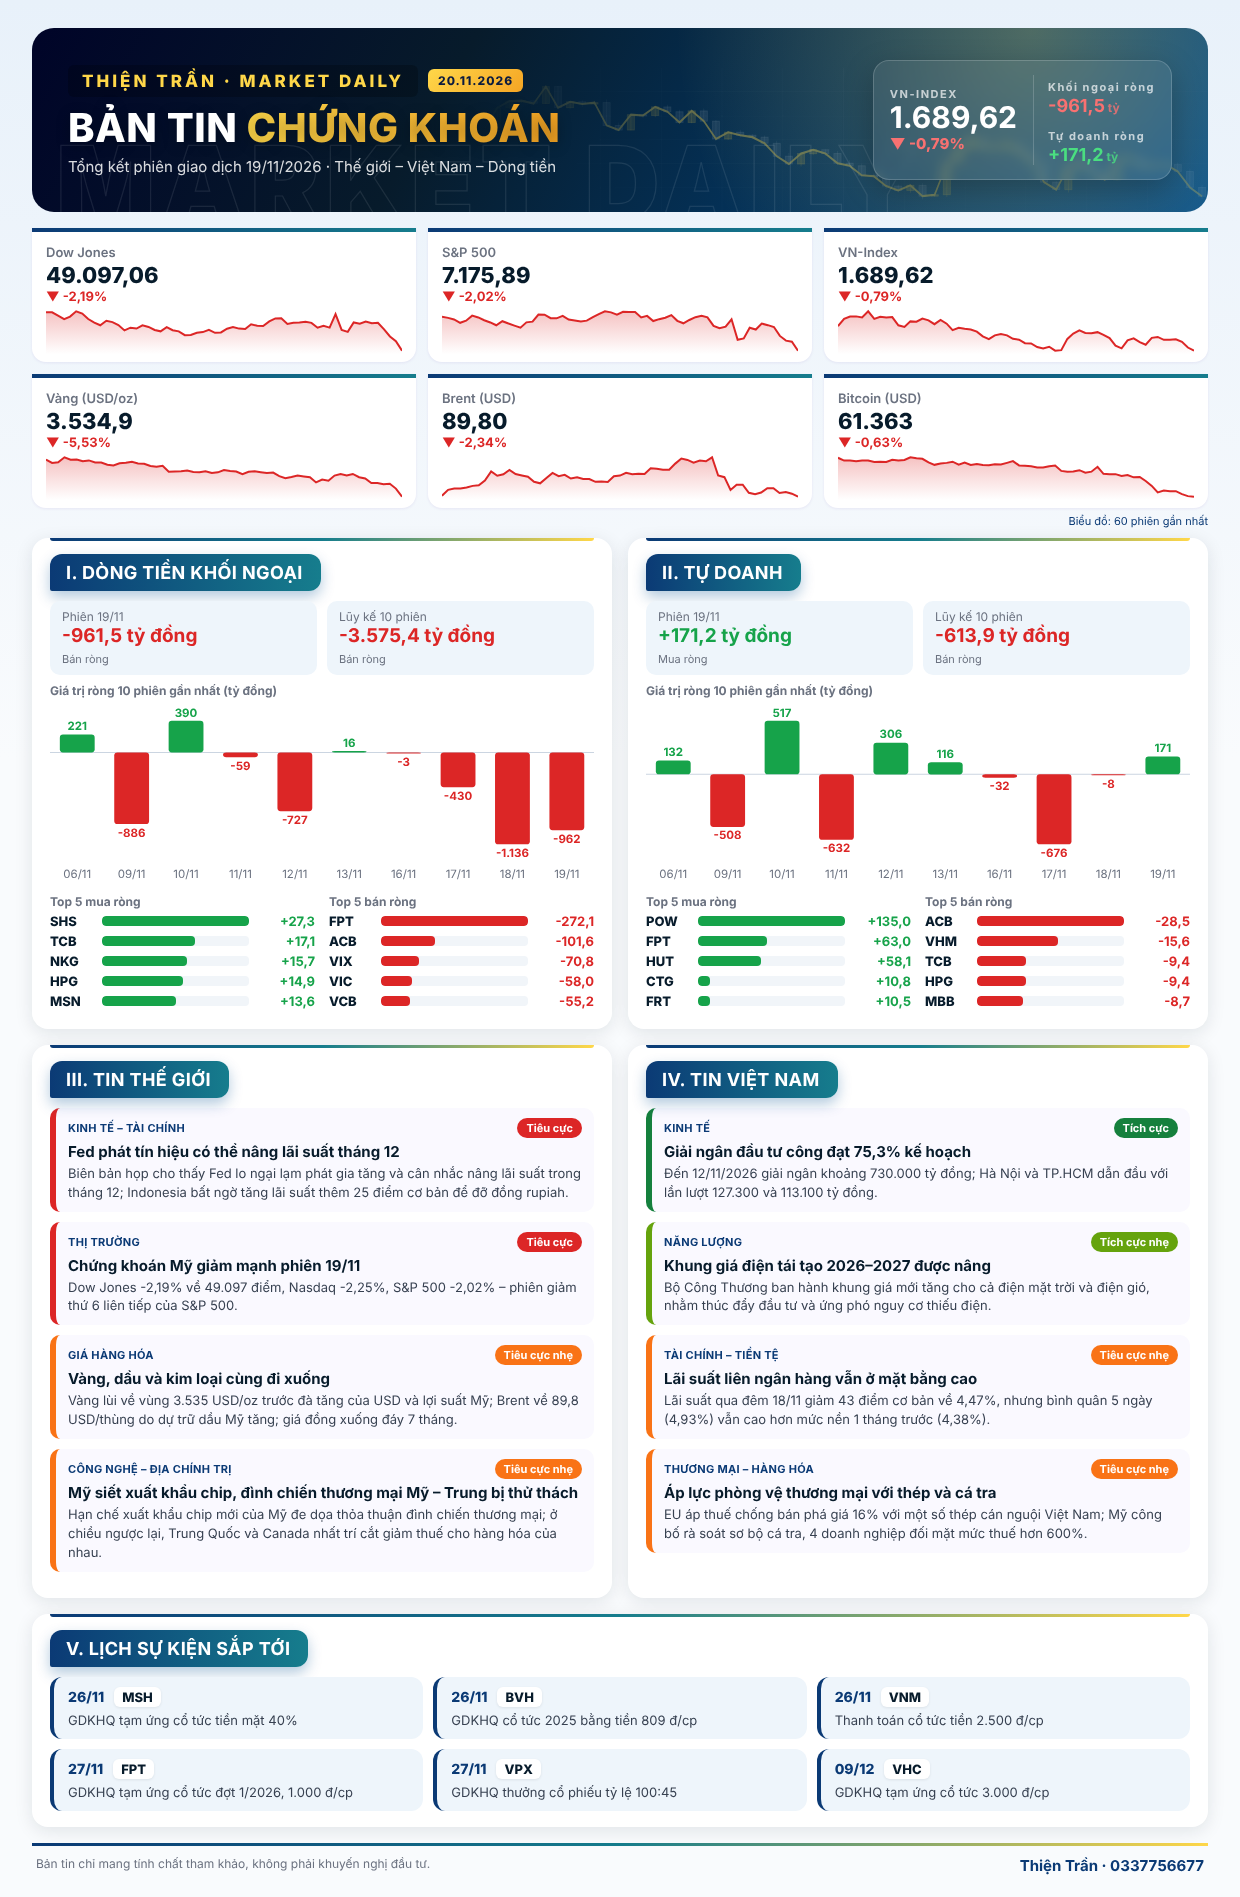 THIỆN TRẦN · MARKET DAILY
20.11.2026
BẢN TIN CHỨNG KHOÁN
Tổng kết phiên giao dịch 19/11/2026 · Thế giới – Việt Nam – Dòng tiền
MARKET DAILY
VN-INDEX
1.689,62
▼ -0,79%
Khối ngoại ròng
-961,5 tỷ
Tự doanh ròng
+171,2 tỷ
Dow Jones
49.097,06
▼ -2,19%
S&P 500
7.175,89
▼ -2,02%
VN-Index
1.689,62
▼ -0,79%
Vàng (USD/oz)
3.534,9
▼ -5,53%
Brent (USD)
89,80
▼ -2,34%
Bitcoin (USD)
61.363
▼ -0,63%
Biểu đồ: 60 phiên gần nhất
I. DÒNG TIỀN KHỐI NGOẠI
Phiên 19/11
-961,5 tỷ đồng
Bán ròng
Lũy kế 10 phiên
-3.575,4 tỷ đồng
Bán ròng
Giá trị ròng 10 phiên gần nhất (tỷ đồng)
221
-886
390
-59
-727
16
-3
-430
-1.136
-962
06/11 09/11 10/11 11/11 12/11 13/11 16/11 17/11 18/11 19/11
Top 5 mua ròng
SHS +27,3
TCB +17,1
NKG +15,7
HPG +14,9
MSN +13,6
Top 5 bán ròng
FPT -272,1
ACB -101,6
VIX -70,8
VIC -58,0
VCB -55,2
II. TỰ DOANH
Phiên 19/11
+171,2 tỷ đồng
Mua ròng
Lũy kế 10 phiên
-613,9 tỷ đồng
Bán ròng
Giá trị ròng 10 phiên gần nhất (tỷ đồng)
132
-508
517
-632
306
116
-32
-676
-8
171
06/11 09/11 10/11 11/11 12/11 13/11 16/11 17/11 18/11 19/11
Top 5 mua ròng
POW +135,0
FPT +63,0
HUT +58,1
CTG +10,8
FRT +10,5
Top 5 bán ròng
ACB -28,5
VHM -15,6
TCB -9,4
HPG -9,4
MBB -8,7
III. TIN THẾ GIỚI
KINH TẾ – TÀI CHÍNH
Tiêu cực
Fed phát tín hiệu có thể nâng lãi suất tháng 12
Biên bản họp cho thấy Fed lo ngại lạm phát gia tăng và cân nhắc nâng lãi suất trong
tháng 12; Indonesia bất ngờ tăng lãi suất thêm 25 điểm cơ bản để đỡ đồng rupiah.
THỊ TRƯỜNG
Tiêu cực
Chứng khoán Mỹ giảm mạnh phiên 19/11
Dow Jones -2,19% về 49.097 điểm, Nasdaq -2,25%, S&P 500 -2,02% – phiên giảm
thứ 6 liên tiếp của S&P 500.
GIÁ HÀNG HÓA
Tiêu cực nhẹ
Vàng, dầu và kim loại cùng đi xuống
Vàng lùi về vùng 3.535 USD/oz trước đà tăng của USD và lợi suất Mỹ; Brent về 89,8
USD/thùng do dự trữ dầu Mỹ tăng; giá đồng xuống đáy 7 tháng.
CÔNG NGHỆ – ĐỊA CHÍNH TRỊ
Tiêu cực nhẹ
Mỹ siết xuất khẩu chip, đình chiến thương mại Mỹ – Trung bị thử thách
Hạn chế xuất khẩu chip mới của Mỹ đe dọa thỏa thuận đình chiến thương mại; ở
chiều ngược lại, Trung Quốc và Canada nhất trí cắt giảm thuế cho hàng hóa của
nhau.
IV. TIN VIỆT NAM
KINH TẾ
Tích cực
Giải ngân đầu tư công đạt 75,3% kế hoạch
Đến 12/11/2026 giải ngân khoảng 730.000 tỷ đồng; Hà Nội và TP.HCM dẫn đầu với
lần lượt 127.300 và 113.100 tỷ đồng.
NĂNG LƯỢNG
Tích cực nhẹ
Khung giá điện tái tạo 2026–2027 được nâng
Bộ Công Thương ban hành khung giá mới tăng cho cả điện mặt trời và điện gió,
nhằm thúc đẩy đầu tư và ứng phó nguy cơ thiếu điện.
TÀI CHÍNH – TIỀN TỆ
Tiêu cực nhẹ
Lãi suất liên ngân hàng vẫn ở mặt bằng cao
Lãi suất qua đêm 18/11 giảm 43 điểm cơ bản về 4,47%, nhưng bình quân 5 ngày
(4,93%) vẫn cao hơn mức nền 1 tháng trước (4,38%).
THƯƠNG MẠI – HÀNG HÓA
Tiêu cực nhẹ
Áp lực phòng vệ thương mại với thép và cá tra
EU áp thuế chống bán phá giá 16% với một số thép cán nguội Việt Nam; Mỹ công
bố rà soát sơ bộ cá tra, 4 doanh nghiệp đối mặt mức thuế hơn 600%.
V. LỊCH SỰ KIỆN SẮP TỚI
26/11 MSH
GDKHQ tạm ứng cổ tức tiền mặt 40%
26/11 BVH
GDKHQ cổ tức 2025 bằng tiền 809 đ/cp
26/11 VNM
Thanh toán cổ tức tiền 2.500 đ/cp
27/11 FPT
GDKHQ tạm ứng cổ tức đợt 1/2026, 1.000 đ/cp
27/11 VPX
GDKHQ thưởng cổ phiếu tỷ lệ 100:45
09/12 VHC
GDKHQ tạm ứng cổ tức 3.000 đ/cp
Bản tin chỉ mang tính chất tham khảo, không phải khuyến nghị đầu tư.
Thiện Trần · 0337756677